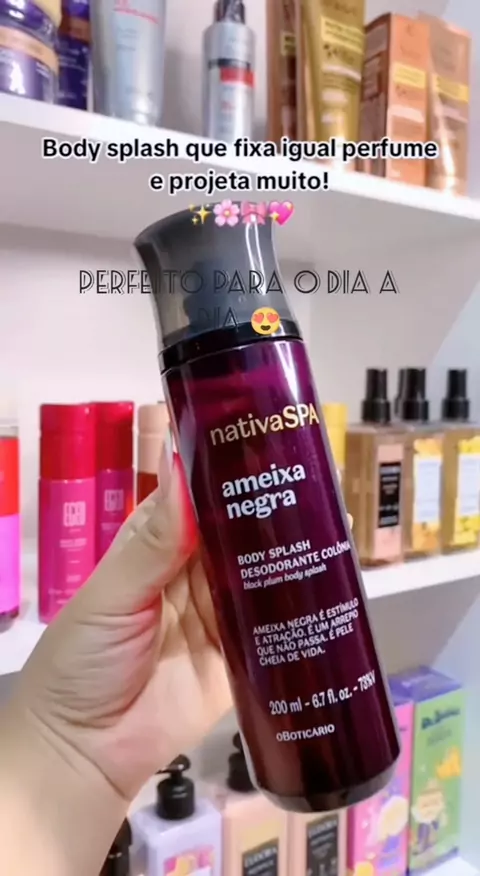 Body splash que fixa igual perfume
e projeta muito!
✨🌸🎀💖
PERFEITO PARA O DIA A
DIA 😍
nativaSPA
ameixa
negra
BODY SPLASH
DESODORANTE COLÔNIA
black plum body splash
AMEIXA NEGRA É ESTÍMULO
E ATRAÇÃO. É UM ARREPIO
QUE NÃO PASSA. É PELE
CHEIA DE VIDA.
200 ml - 6.7 fl. oz. - 78%V
oBOTICÁRIO
EUDORA